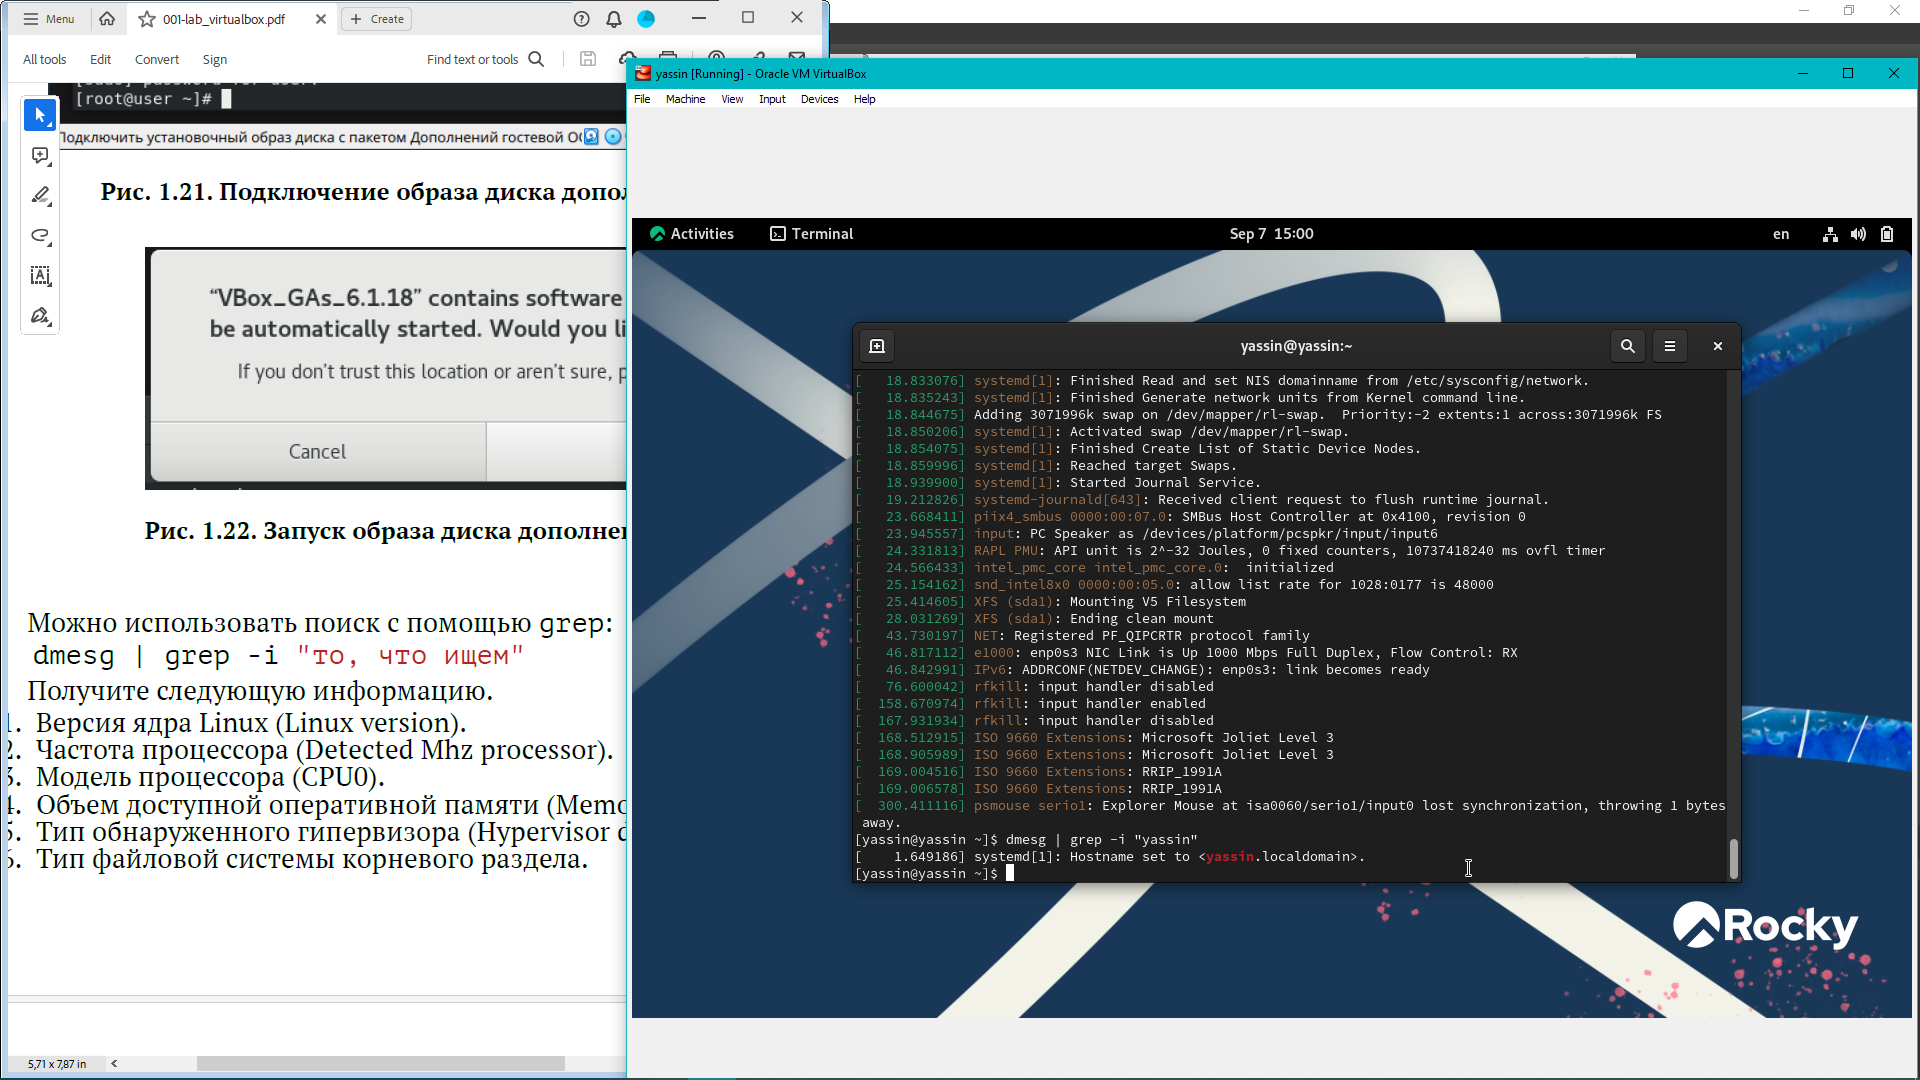 Menu
001-lab_virtualbox.pdf
Create
All tools
Edit
Convert
Sign
Find text or tools
[root@user ~]#
Подключить установочный образ диска с пакетом Дополнений гостевой
Рис. 1.21. Подключение образа диска
“VBox_GAs_6.1.18” contains software
be automatically started. Would you
If you don’t trust this location or aren’t sure,
Cancel
Рис. 1.22. Запуск образа диска
Можно использовать поиск с помощью grep:
dmesg | grep -i "то, что ищем"
Получите следующую информацию.
1. Версия ядра Linux (Linux version).
2. Частота процессора (Detected Mhz processor).
3. Модель процессора (CPU0).
4. Объем доступной оперативной памяти
5. Тип обнаруженного гипервизора (Hypervisor
6. Тип файловой системы корневого раздела.
5,71 x 7,87 in
yassin [Running] - Oracle VM VirtualBox
File Machine View Input Devices Help
Activities
Terminal
Sep 7 15:00
en
yassin@yassin:~
[   18.833076] systemd[1]: Finished Read and set NIS domainname from /etc/sysconfig/network.
[   18.835243] systemd[1]: Finished Generate network units from Kernel command line.
[   18.844675] Adding 3071996k swap on /dev/mapper/rl-swap.  Priority:-2 extents:1 across:3071996k FS
[   18.850206] systemd[1]: Activated swap /dev/mapper/rl-swap.
[   18.854075] systemd[1]: Finished Create List of Static Device Nodes.
[   18.859996] systemd[1]: Reached target Swaps.
[   18.939900] systemd[1]: Started Journal Service.
[   19.212826] systemd-journald[643]: Received client request to flush runtime journal.
[   23.668411] piix4_smbus 0000:00:07.0: SMBus Host Controller at 0x4100, revision 0
[   23.945557] input: PC Speaker as /devices/platform/pcspkr/input/input6
[   24.331813] RAPL PMU: API unit is 2^-32 Joules, 0 fixed counters, 10737418240 ms ovfl timer
[   24.566433] intel_pmc_core intel_pmc_core.0:  initialized
[   25.154162] snd_intel8x0 0000:00:05.0: allow list rate for 1028:0177 is 48000
[   25.414605] XFS (sda1): Mounting V5 Filesystem
[   28.031269] XFS (sda1): Ending clean mount
[   43.730197] NET: Registered PF_QIPCRTR protocol family
[   46.817112] e1000: enp0s3 NIC Link is Up 1000 Mbps Full Duplex, Flow Control: RX
[   46.842991] IPv6: ADDRCONF(NETDEV_CHANGE): enp0s3: link becomes ready
[   76.600042] rfkill: input handler disabled
[  158.670974] rfkill: input handler enabled
[  167.931934] rfkill: input handler disabled
[  168.512915] ISO 9660 Extensions: Microsoft Joliet Level 3
[  168.905989] ISO 9660 Extensions: Microsoft Joliet Level 3
[  169.004516] ISO 9660 Extensions: RRIP_1991A
[  169.006578] ISO 9660 Extensions: RRIP_1991A
[  300.411116] psmouse serio1: Explorer Mouse at isa0060/serio1/input0 lost synchronization, throwing 1 bytes
away.
[yassin@yassin ~]$ dmesg | grep -i "yassin"
[    1.649186] systemd[1]: Hostname set to <yassin.localdomain>.
[yassin@yassin ~]$
Rocky